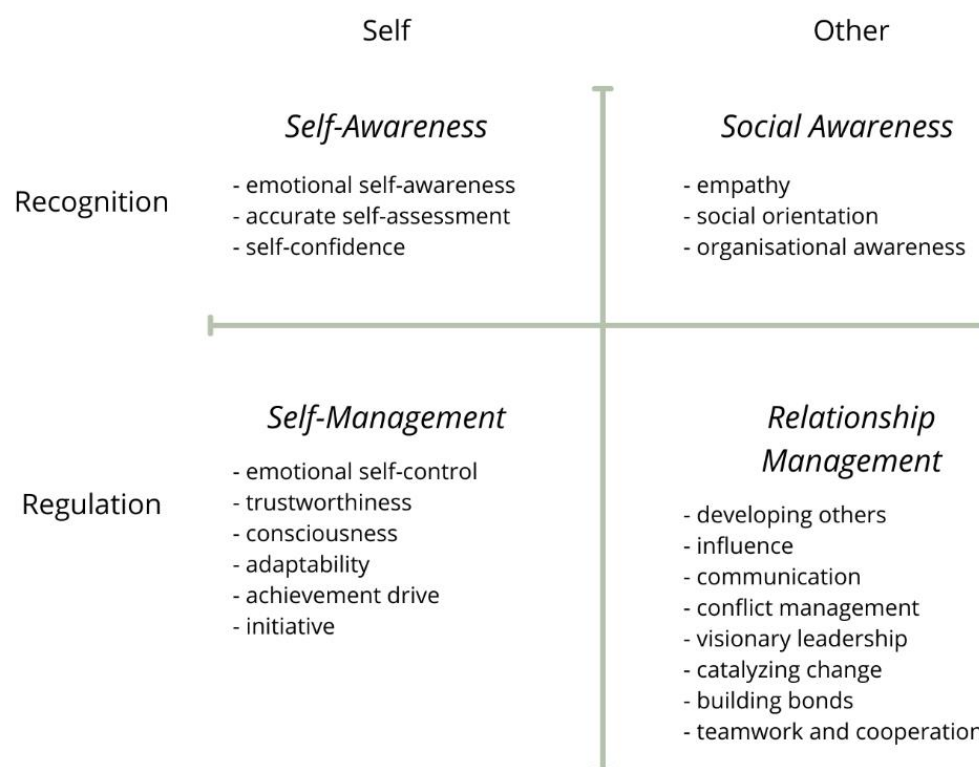 Self
Other
Recognition
Self-Awareness
- emotional self-awareness
- accurate self-assessment
- self-confidence
Social Awareness
- empathy
- social orientation
- organisational awareness
Regulation
Self-Management
- emotional self-control
- trustworthiness
- consciousness
- adaptability
- achievement drive
- initiative
Relationship
Management
- developing others
- influence
- communication
- conflict management
- visionary leadership
- catalyzing change
- building bonds
- teamwork and cooperation